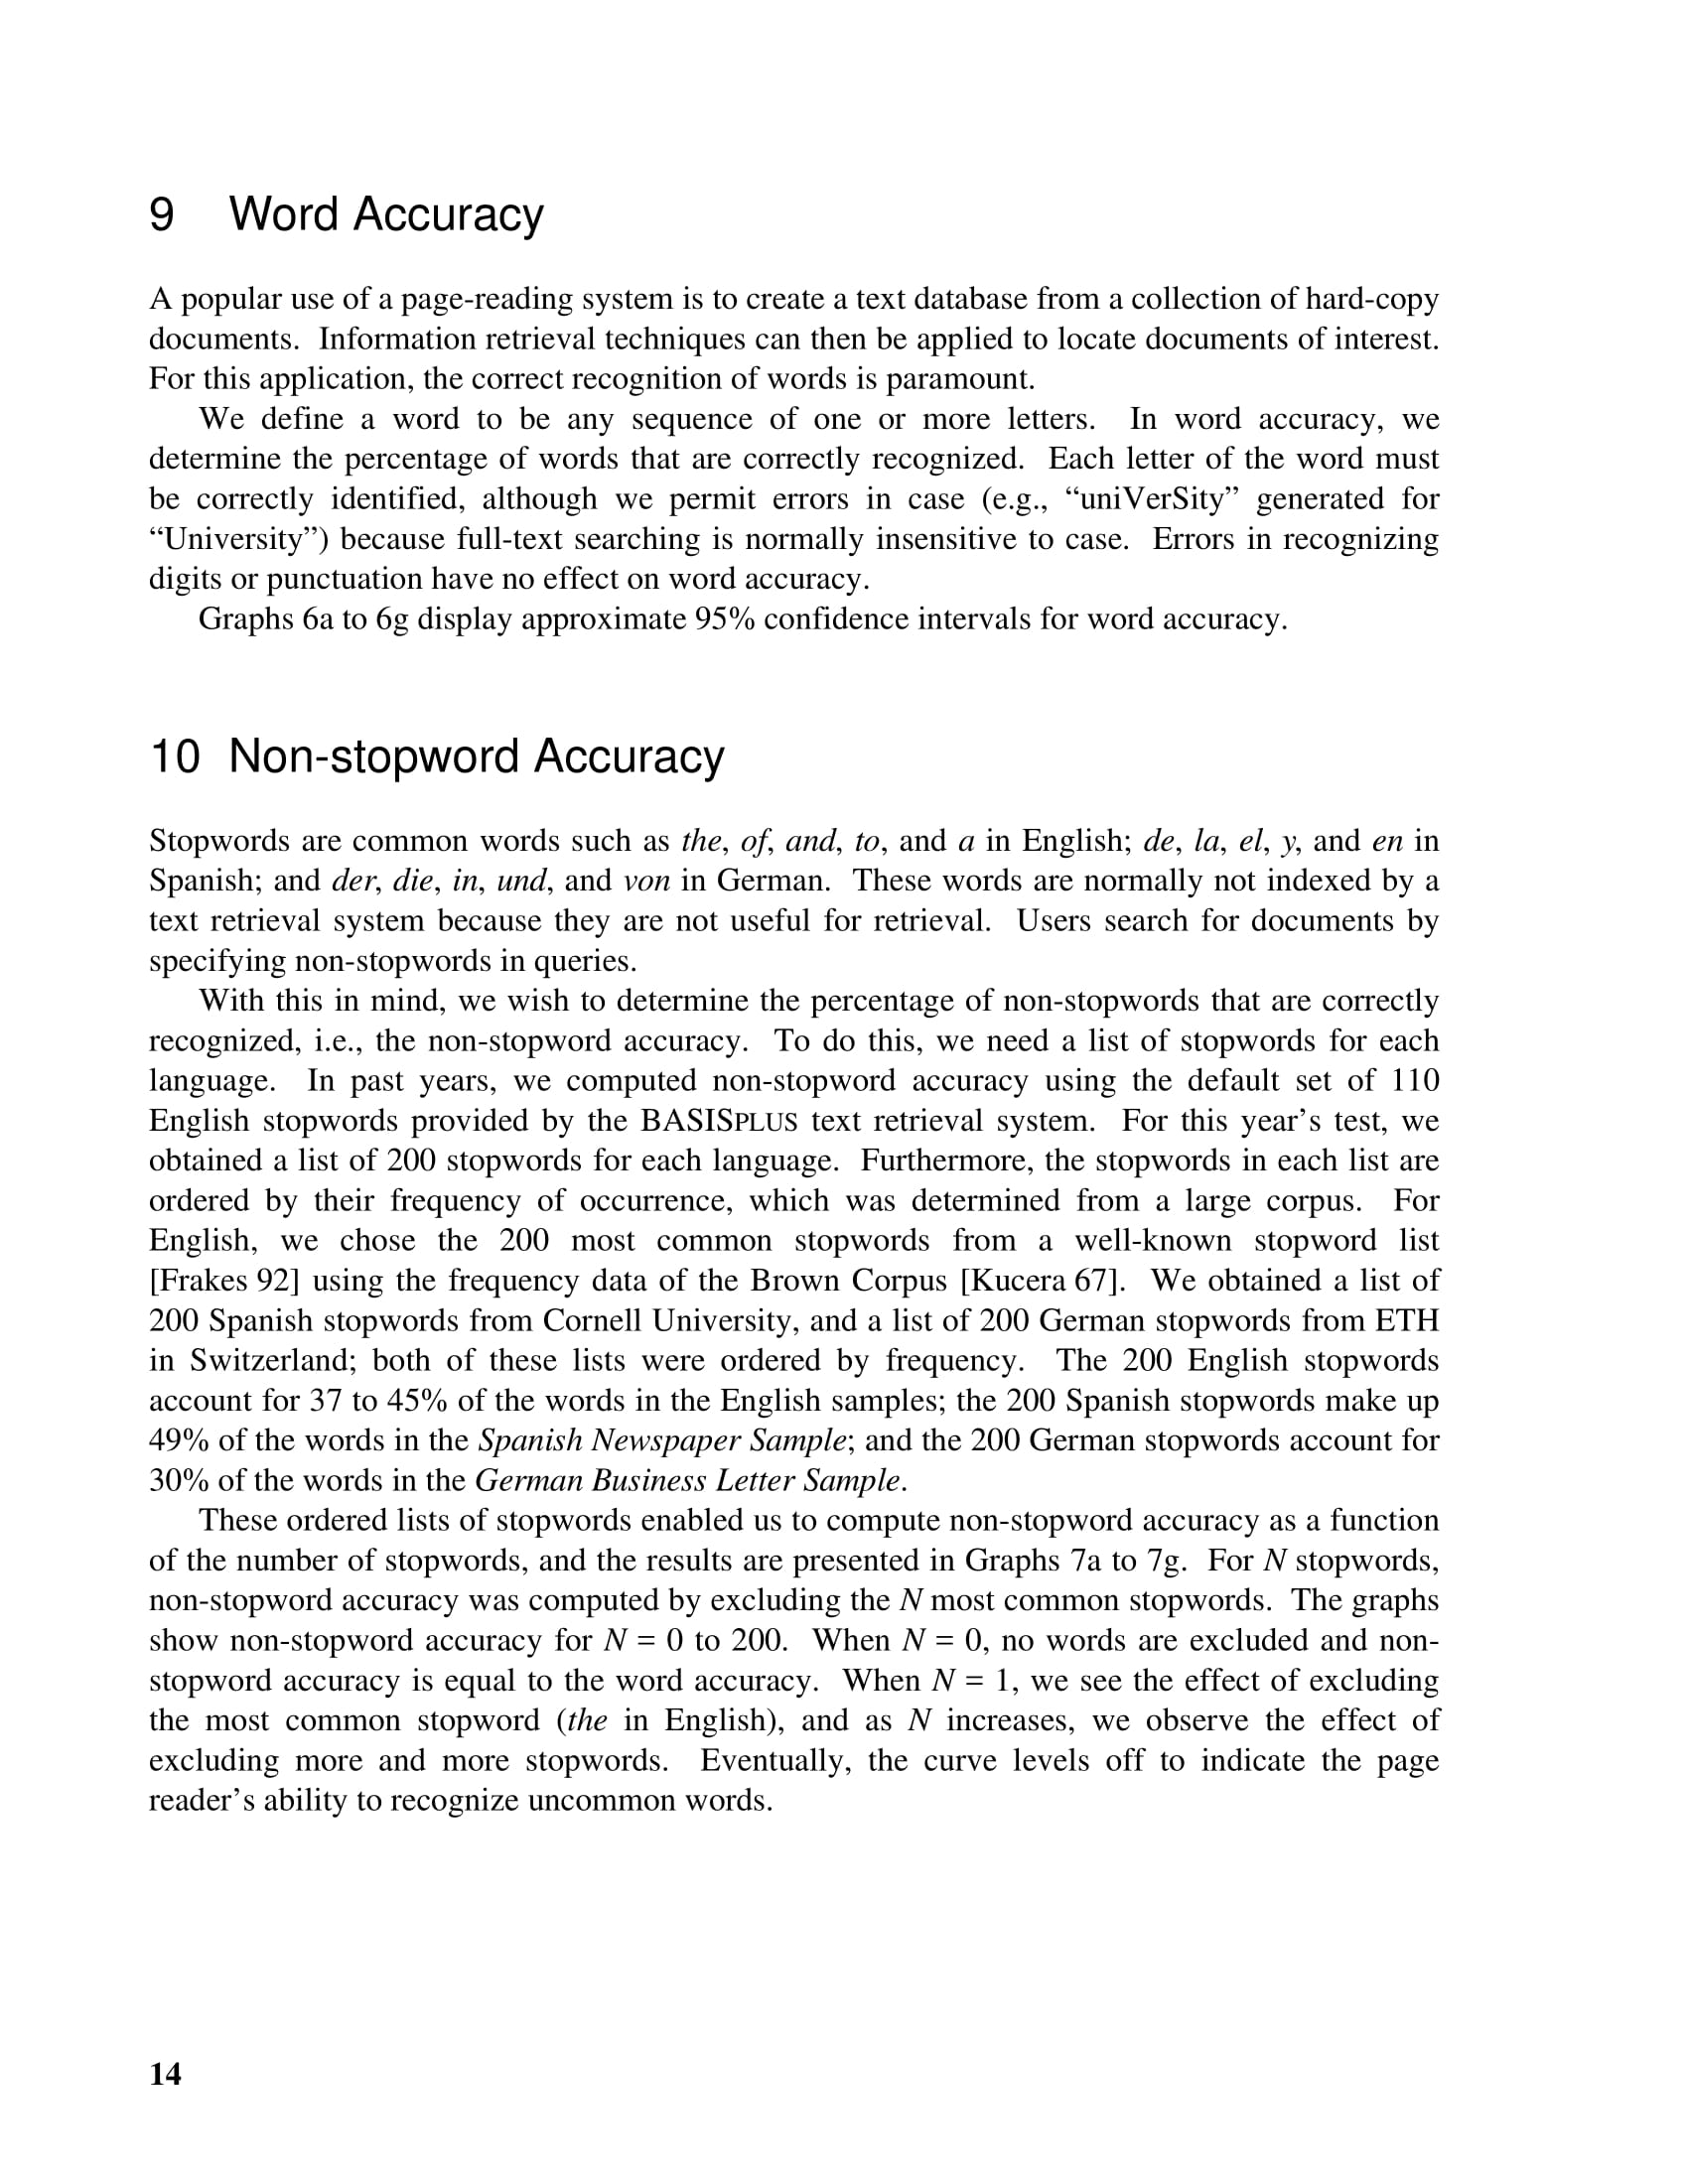 9 Word Accuracy
A popular use of a page-reading system is to create a text database from a collection of hard-copy
documents. Information retrieval techniques can then be applied to locate documents of interest.
For this application, the correct recognition of words is paramount.
We define a word to be any sequence of one or more letters. In word accuracy, we
determine the percentage of words that are correctly recognized. Each letter of the word must
be correctly identified, although we permit errors in case (e.g., “uniVerSity” generated for
“University”) because full-text searching is normally insensitive to case. Errors in recognizing
digits or punctuation have no effect on word accuracy.
Graphs 6a to 6g display approximate 95% confidence intervals for word accuracy.
10 Non-stopword Accuracy
Stopwords are common words such as the, of, and, to, and a in English; de, la, el, y, and en in
Spanish; and der, die, in, und, and von in German. These words are normally not indexed by a
text retrieval system because they are not useful for retrieval. Users search for documents by
specifying non-stopwords in queries.
With this in mind, we wish to determine the percentage of non-stopwords that are correctly
recognized, i.e., the non-stopword accuracy. To do this, we need a list of stopwords for each
language. In past years, we computed non-stopword accuracy using the default set of 110
English stopwords provided by the BASISPLUS text retrieval system. For this year’s test, we
obtained a list of 200 stopwords for each language. Furthermore, the stopwords in each list are
ordered by their frequency of occurrence, which was determined from a large corpus. For
English, we chose the 200 most common stopwords from a well-known stopword list
[Frakes 92] using the frequency data of the Brown Corpus [Kucera 67]. We obtained a list of
200 Spanish stopwords from Cornell University, and a list of 200 German stopwords from ETH
in Switzerland; both of these lists were ordered by frequency. The 200 English stopwords
account for 37 to 45% of the words in the English samples; the 200 Spanish stopwords make up
49% of the words in the Spanish Newspaper Sample; and the 200 German stopwords account for
30% of the words in the German Business Letter Sample.
These ordered lists of stopwords enabled us to compute non-stopword accuracy as a function
of the number of stopwords, and the results are presented in Graphs 7a to 7g. For N stopwords,
non-stopword accuracy was computed by excluding the N most common stopwords. The graphs
show non-stopword accuracy for N = 0 to 200. When N = 0, no words are excluded and non-
stopword accuracy is equal to the word accuracy. When N = 1, we see the effect of excluding
the most common stopword (the in English), and as N increases, we observe the effect of
excluding more and more stopwords. Eventually, the curve levels off to indicate the page
reader’s ability to recognize uncommon words.
14